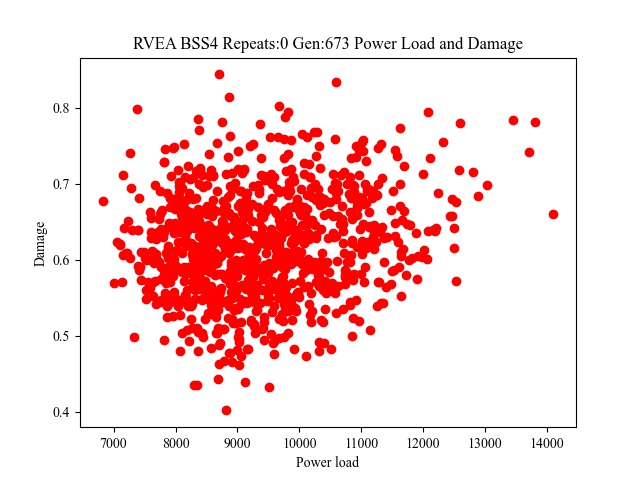 RVEA BSS4 Repeats:0 Gen:673 Power Load and Damage
0.8
0.7
0.6
0.5
0.4
Damage
7000 8000 9000 10000 11000 12000 13000 14000
Power load